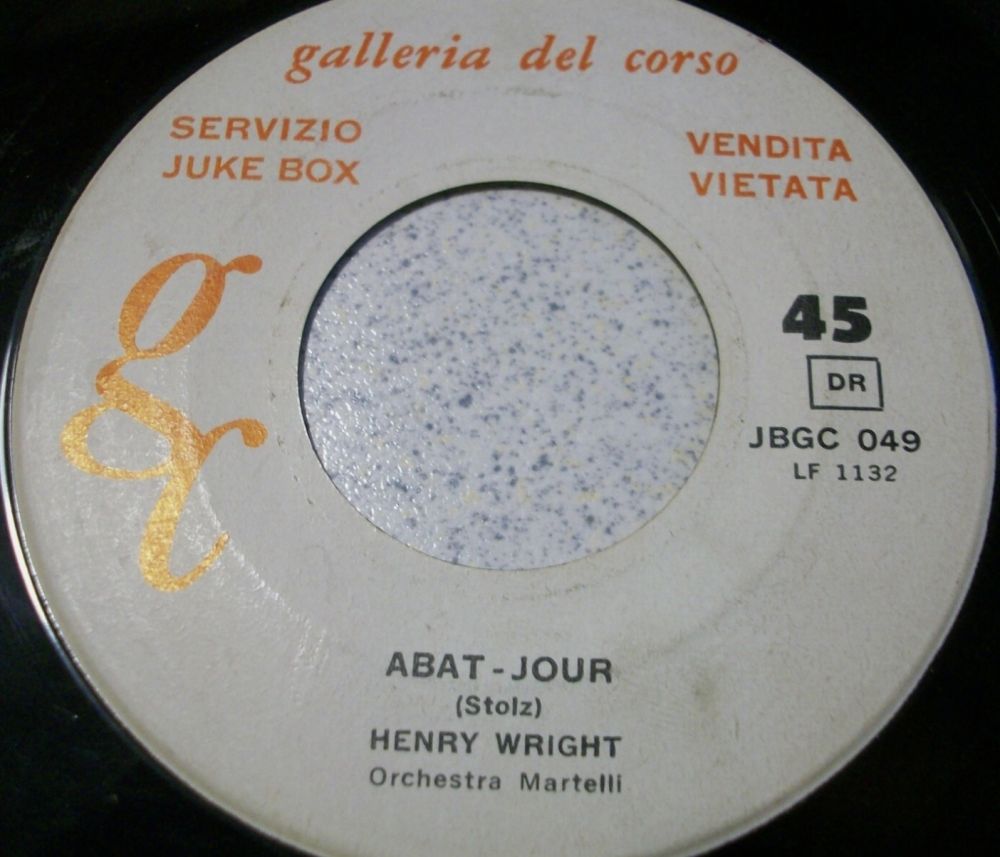 galleria del corso
SERVIZIO
JUKE BOX
VENDITA
VIETATA
g
45
DR
JBGC 049
LF 1132
ABAT-JOUR
(Stolz)
HENRY WRIGHT
Orchestra Martelli